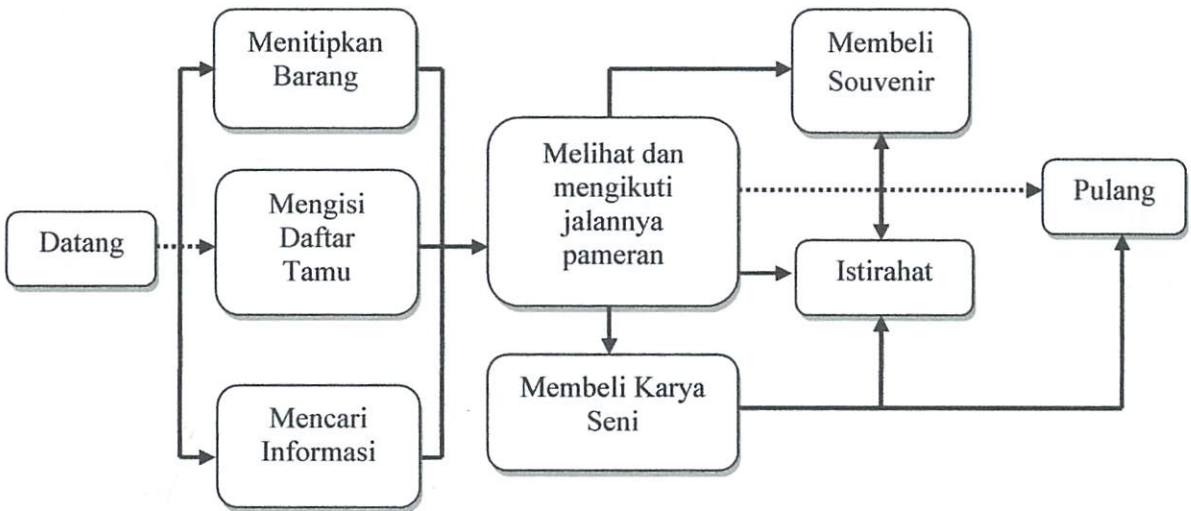 Datang
Menitipkan
Barang
Mengisi
Daftar
Tamu
Mencari
Informasi
Melihat dan
mengikuti
jalannya
pameran
Membeli Karya
Seni
Membeli
Souvenir
Istirahat
Pulang